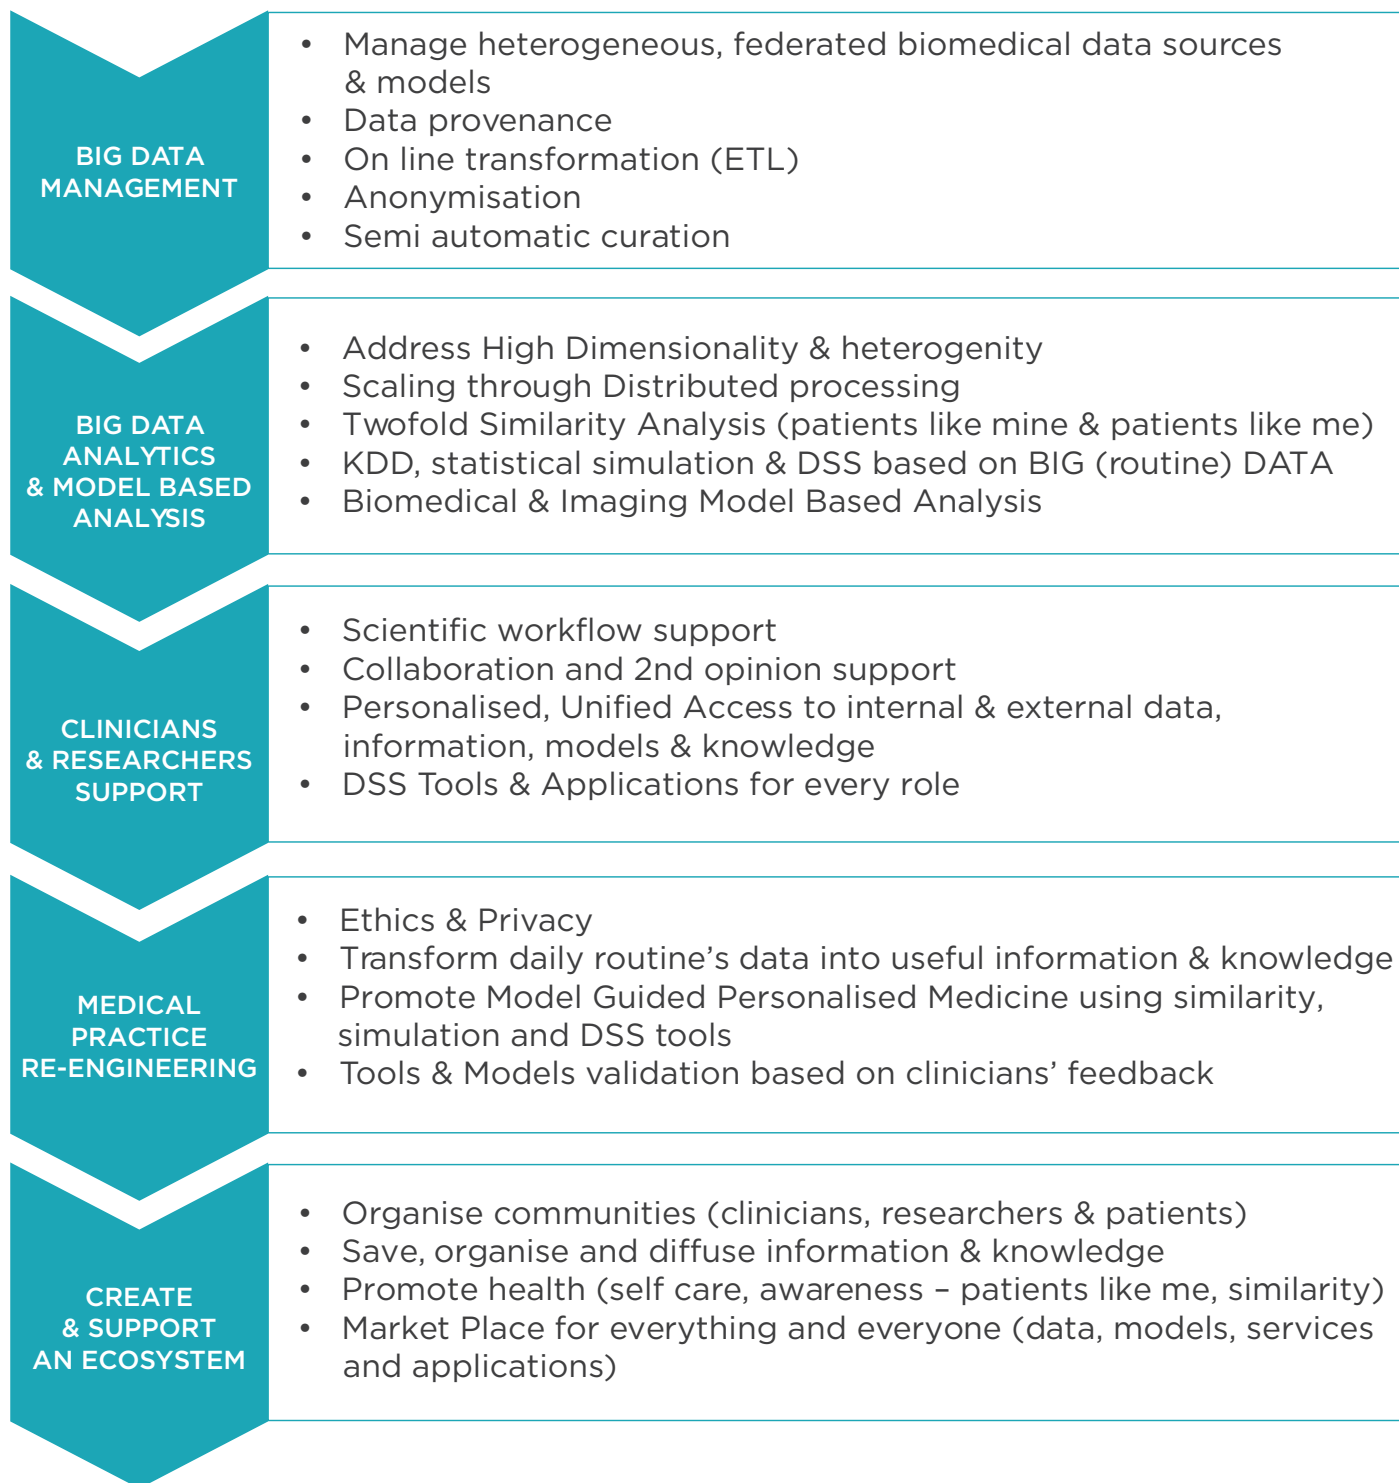 BIG DATA
MANAGEMENT
• Manage heterogeneous, federated biomedical data sources
& models
• Data provenance
• On line transformation (ETL)
• Anonymisation
• Semi automatic curation
BIG DATA
ANALYTICS
& MODEL BASED
ANALYSIS
• Address High Dimensionality & heterogenity
• Scaling through Distributed processing
• Twofold Similarity Analysis (patients like mine & patients like me)
• KDD, statistical simulation & DSS based on BIG (routine) DATA
• Biomedical & Imaging Model Based Analysis
CLINICIANS
& RESEARCHERS
SUPPORT
• Scientific workflow support
• Collaboration and 2nd opinion support
• Personalised, Unified Access to internal & external data,
information, models & knowledge
• DSS Tools & Applications for every role
MEDICAL
PRACTICE
RE-ENGINEERING
• Ethics & Privacy
• Transform daily routine’s data into useful information & knowledge
• Promote Model Guided Personalised Medicine using similarity,
simulation and DSS tools
• Tools & Models validation based on clinicians’ feedback
CREATE
& SUPPORT
AN ECOSYSTEM
• Organise communities (clinicians, researchers & patients)
• Save, organise and diffuse information & knowledge
• Promote health (self care, awareness – patients like me, similarity)
• Market Place for everything and everyone (data, models, services
and applications)